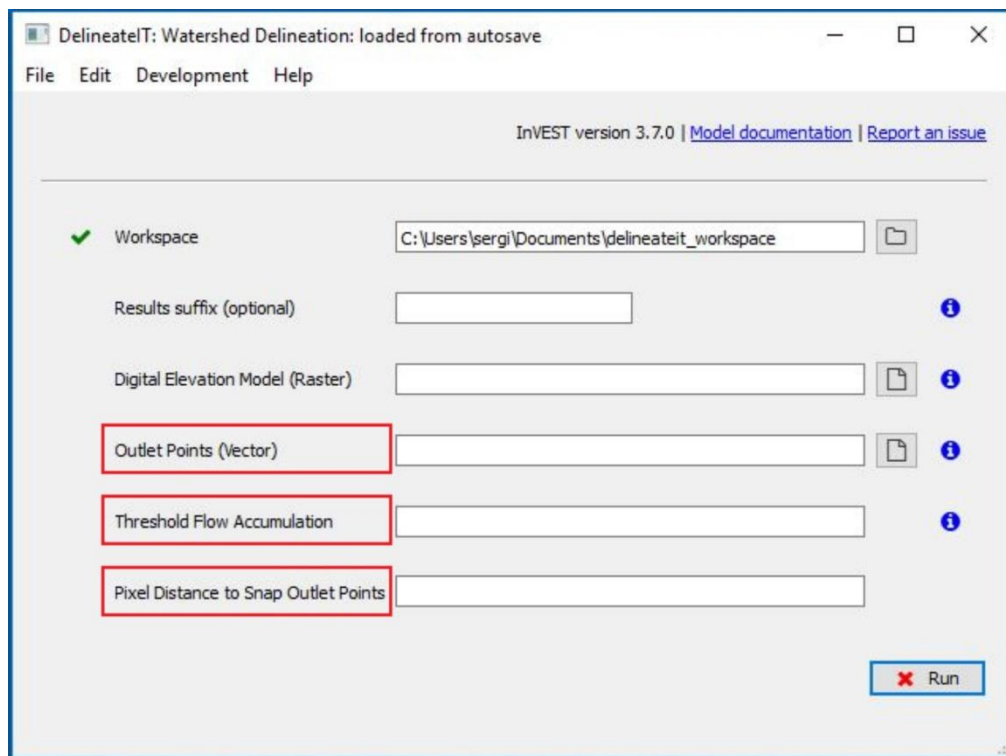 DelineateIT: Watershed Delineation: loaded from autosave
File Edit Development Help
InVEST version 3.7.0 | Model documentation | Report an issue
Workspace C:\Users\sergi\Documents\delineateit_workspace
Results suffix (optional)
Digital Elevation Model (Raster)
Outlet Points (Vector)
Threshold Flow Accumulation
Pixel Distance to Snap Outlet Points
Run